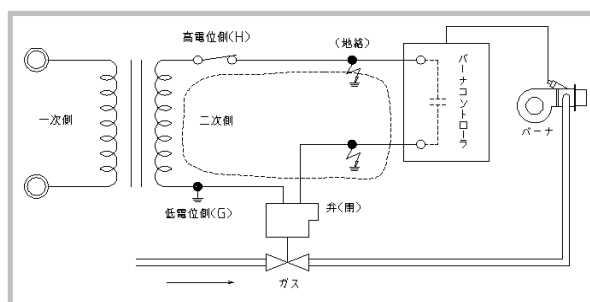 高電位側(H)
(地絡)
バーナコントローラ
一次側
二次側
バーナ
低電位側(G)
弁(開)
ガス